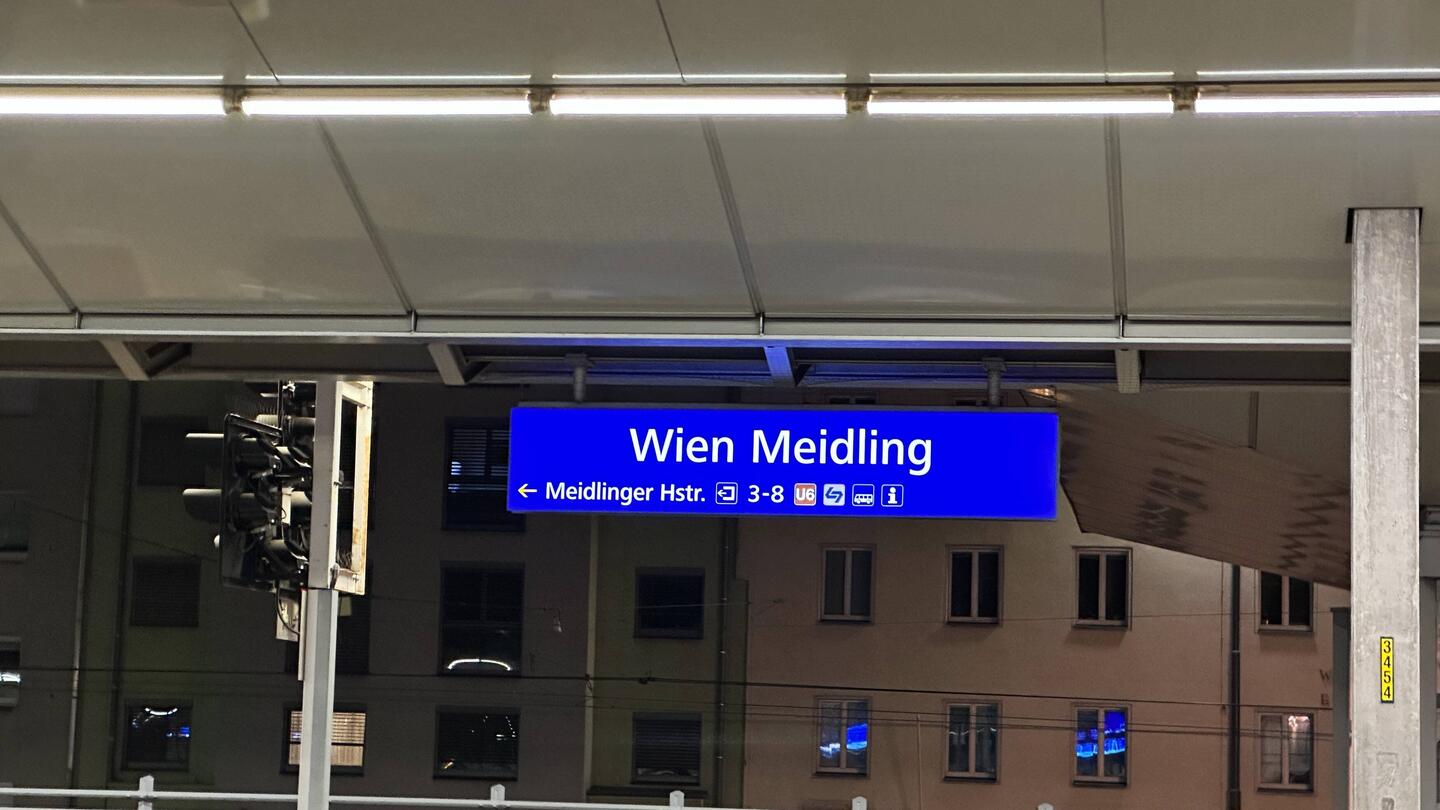 Wien Meidling
← Meidlinger Hstr. 3-8 U6 i
3454